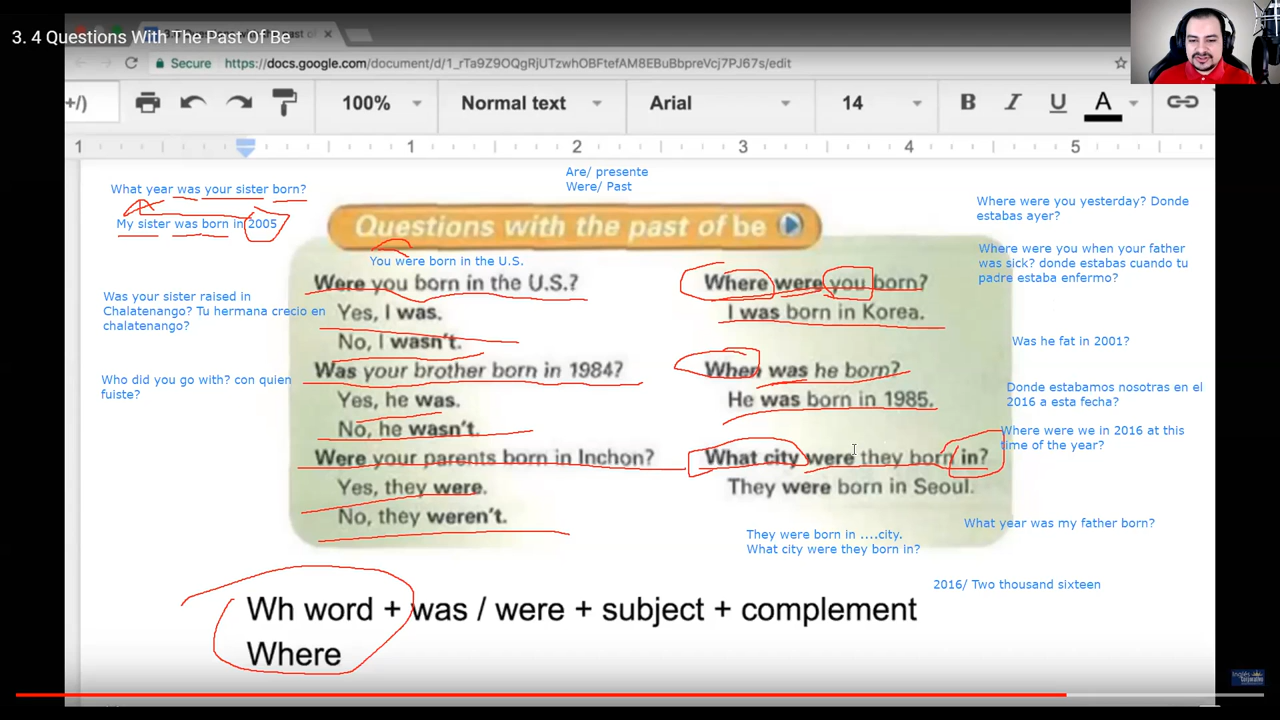 3. 4 Questions With The Past Of Be
Secure
https://docs.google.com/document/d/1_rTa9Z9OQgRjUTzwhOBFtefAM8EBuBbpreVcj7PJ67s/edit
+/)
100%
Normal text
Arial
14
B I U A
1 1 2 3 4 5
Are/ presente
Were/ Past
What year was your sister born?
My sister was born in 2005
Questions with the past of be
You were born in the U.S.
Were you born in the U.S.?
Yes, I was.
No, I wasn't.
Was your brother born in 1984?
Yes, he was.
No, he wasn't.
Were your parents born in Inchon?
Yes, they were.
No, they weren't.
Where were you born?
I was born in Korea.
When was he born?
He was born in 1985.
What city were they born in?
They were born in Seoul.
Was your sister raised in
Chalatenango? Tu hermana crecio en
chalatenango?
Who did you go with? con quien
fuiste?
Where were you yesterday? Donde
estabas ayer?
Where were you when your father
was sick? donde estabas cuando tu
padre estaba enfermo?
Was he fat in 2001?
Donde estabamos nosotras en el
2016 a esta fecha?
Where were we in 2016 at this
time of the year?
What year was my father born?
They were born in ....city.
What city were they born in?
2016/ Two thousand sixteen
Wh word + was / were + subject + complement
Where